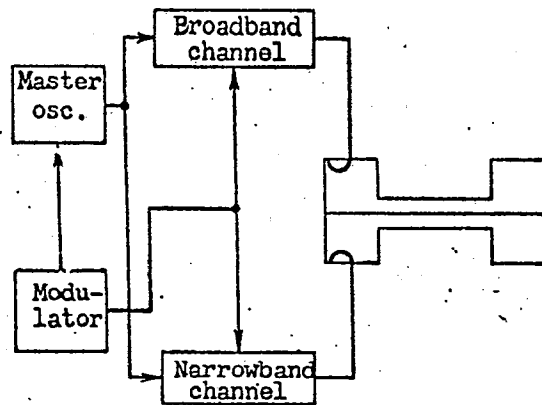 Broadband
channel
Master
osc.
Modu-
lator
Narrowband
channel